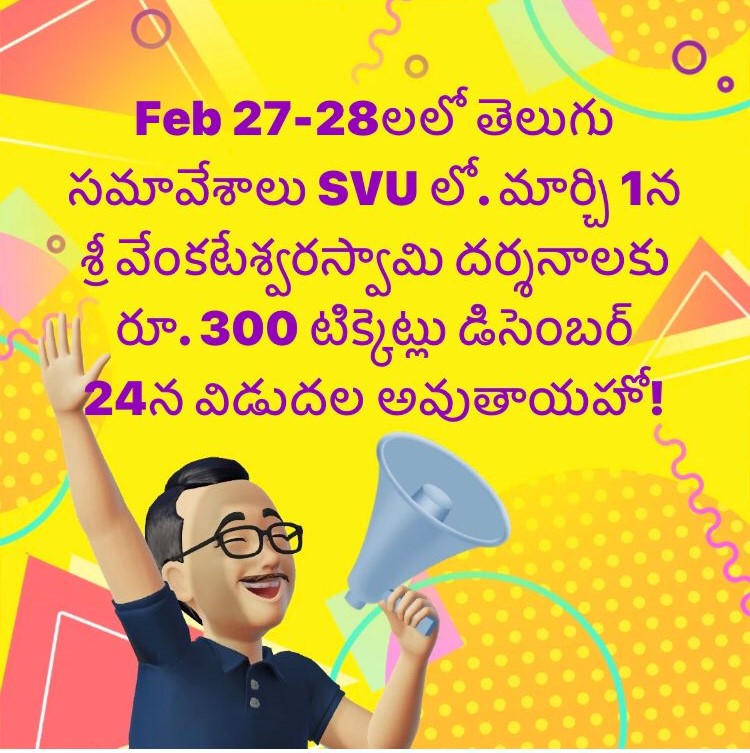 Feb 27-28లలో తెలుగు
సమావేశాలు SVU లో. మార్చి 1న
శ్రీ వేంకటేశ్వరస్వామి దర్శనాలకు
రూ. 300 టిక్కెట్లు డిసెంబర్
24న విడుదల అవుతాయహో!